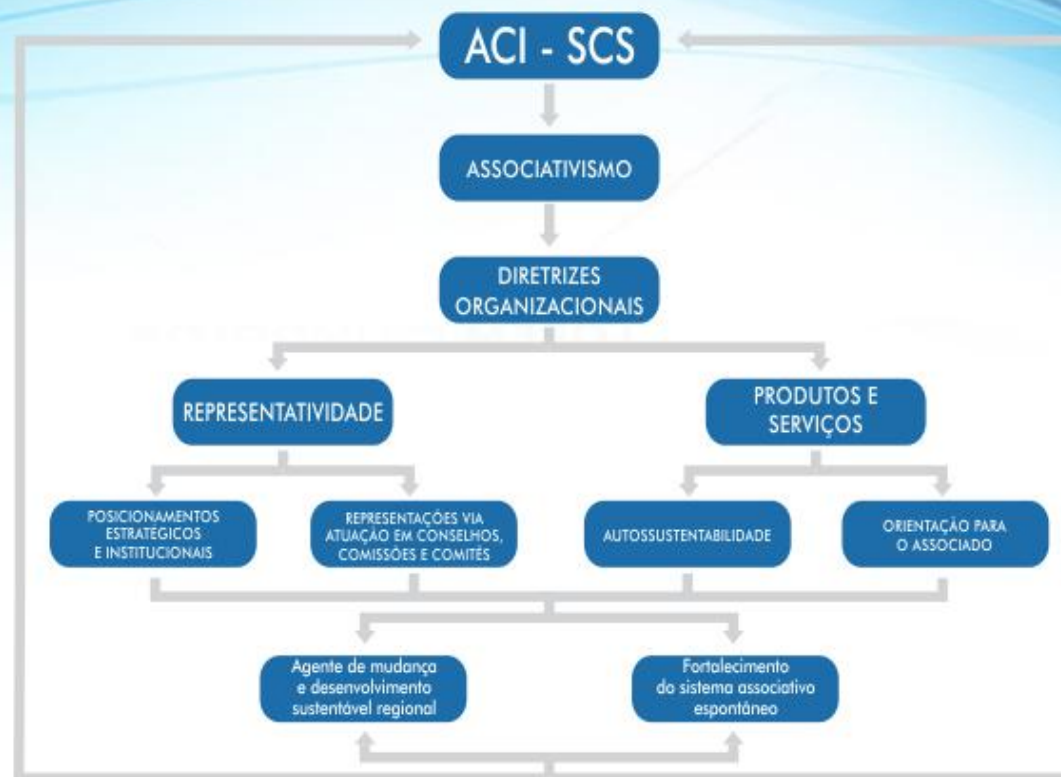 ACI - SCS
ASSOCIATIVISMO
DIRETRIZES
ORGANIZACIONAIS
REPRESENTATIVIDADE
PRODUTOS E
SERVIÇOS
POSICIONAMENTOS
ESTRATÉGICOS
E INSTITUCIONAIS
REPRESENTAÇÕES VIA
ATUAÇÃO EM CONSELHOS,
COMISSÕES E COMITÉS
AUTOSSUSTENTABILIDADE
ORIENTAÇÃO PARA
O ASSOCIADO
Agente de mudança
e desenvolvimento
sustentável regional
Fortalecimento
do sistema associativo
espontâneo